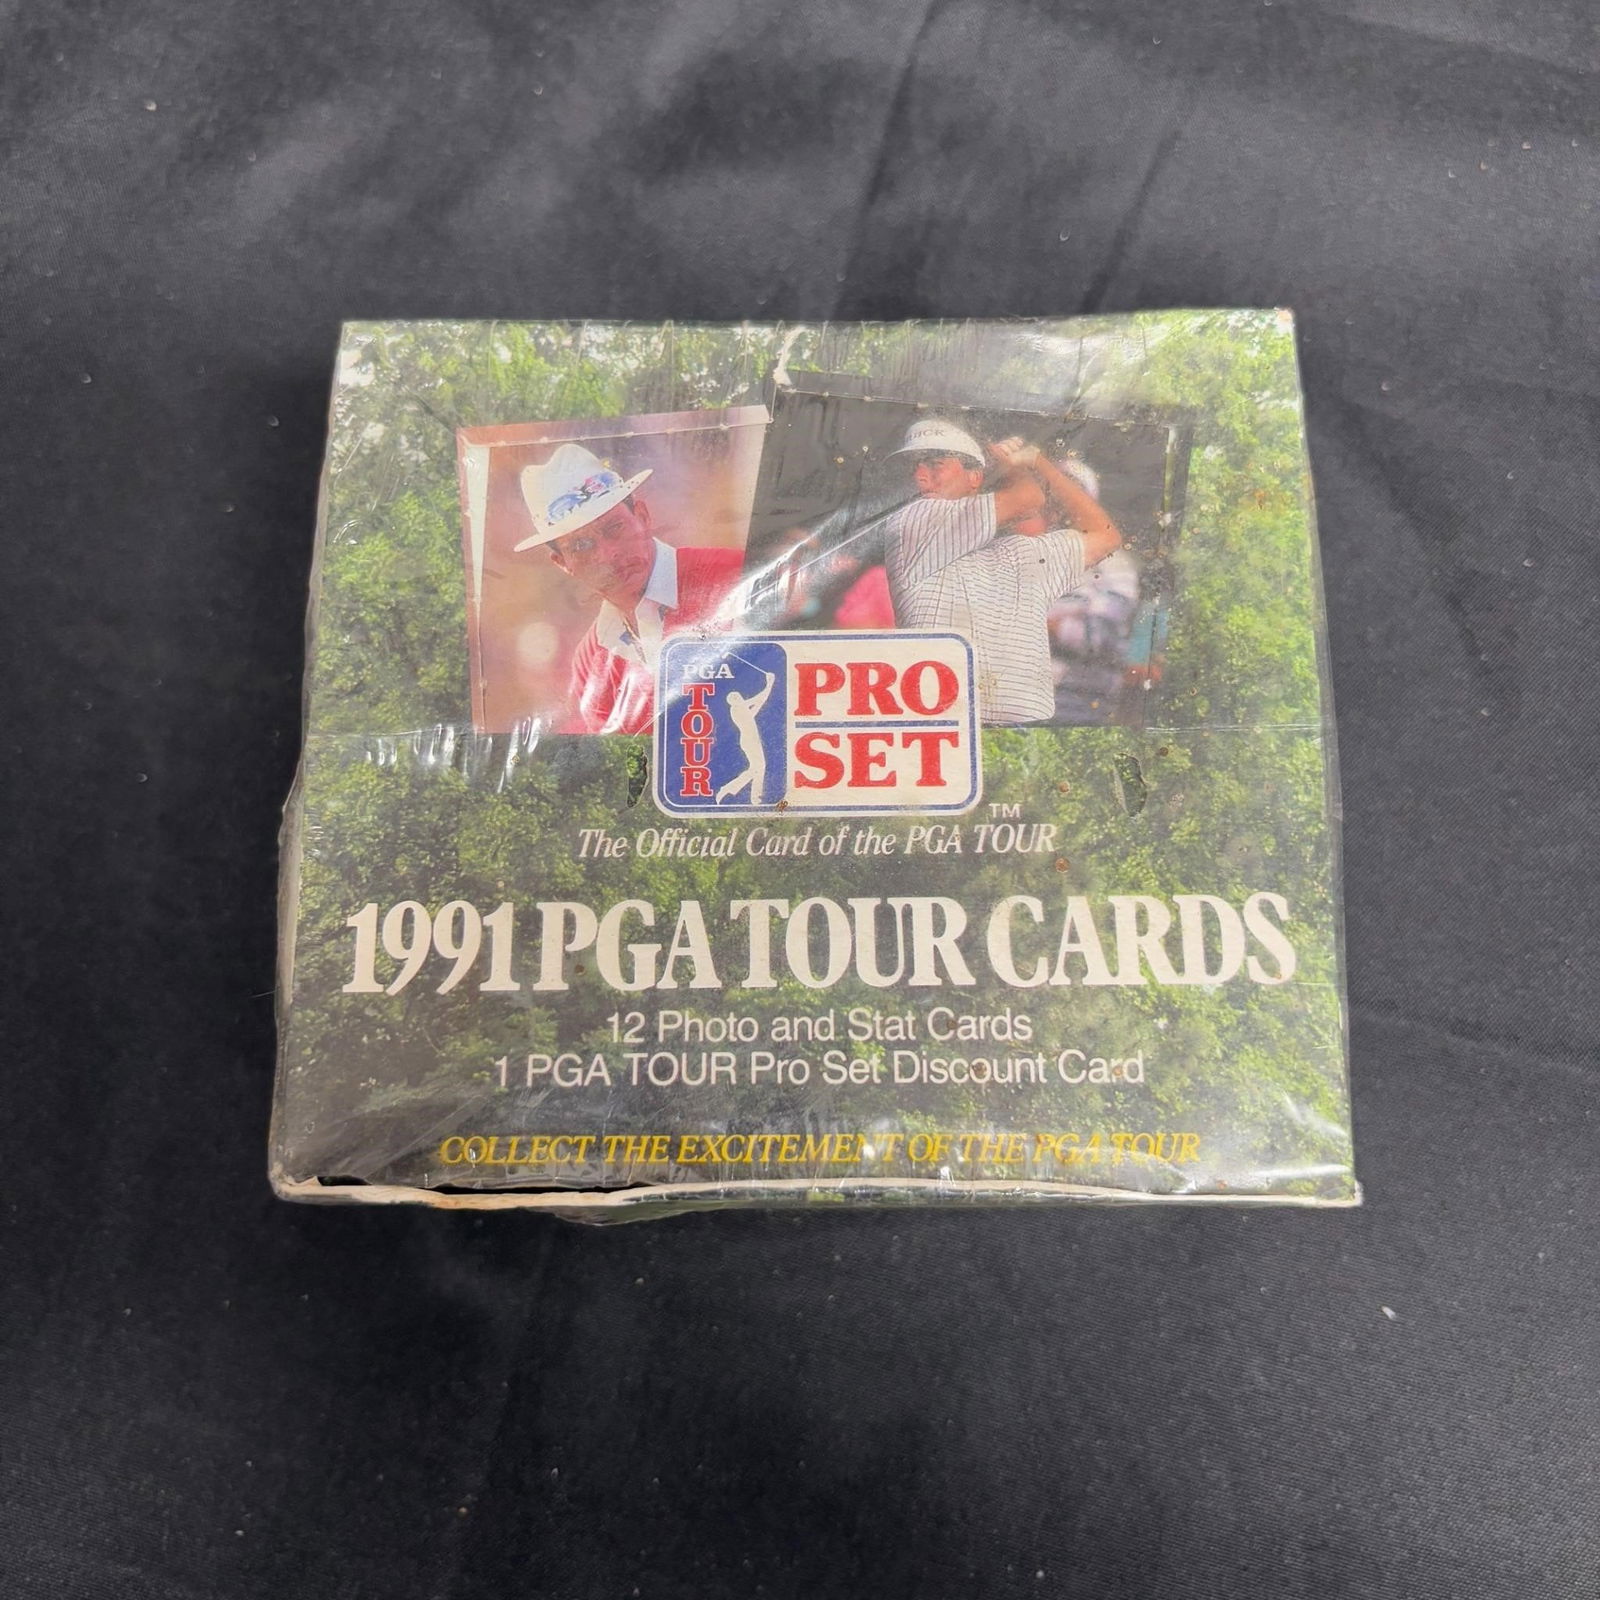 PGA
TOUR
PRO
SET
TM
The Official Card of the PGA TOUR
1991 PGA TOUR CARDS
12 Photo and Stat Cards
1 PGA TOUR Pro Set Discount Card
COLLECT THE EXCITEMENT OF THE PGA TOUR